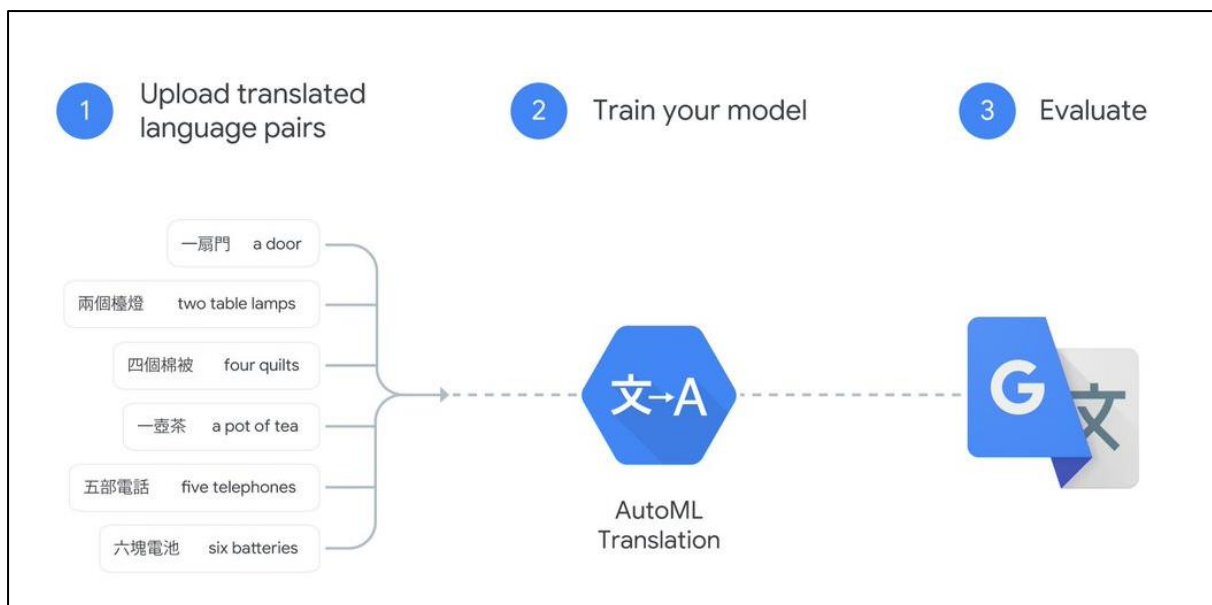 1 Upload translated
language pairs
2 Train your model
3 Evaluate
一扇門 a door
兩個檯燈 two table lamps
四個棉被 four quilts
一壺茶 a pot of tea
五部電話 five telephones
六塊電池 six batteries
文→A
AutoML
Translation
G 文